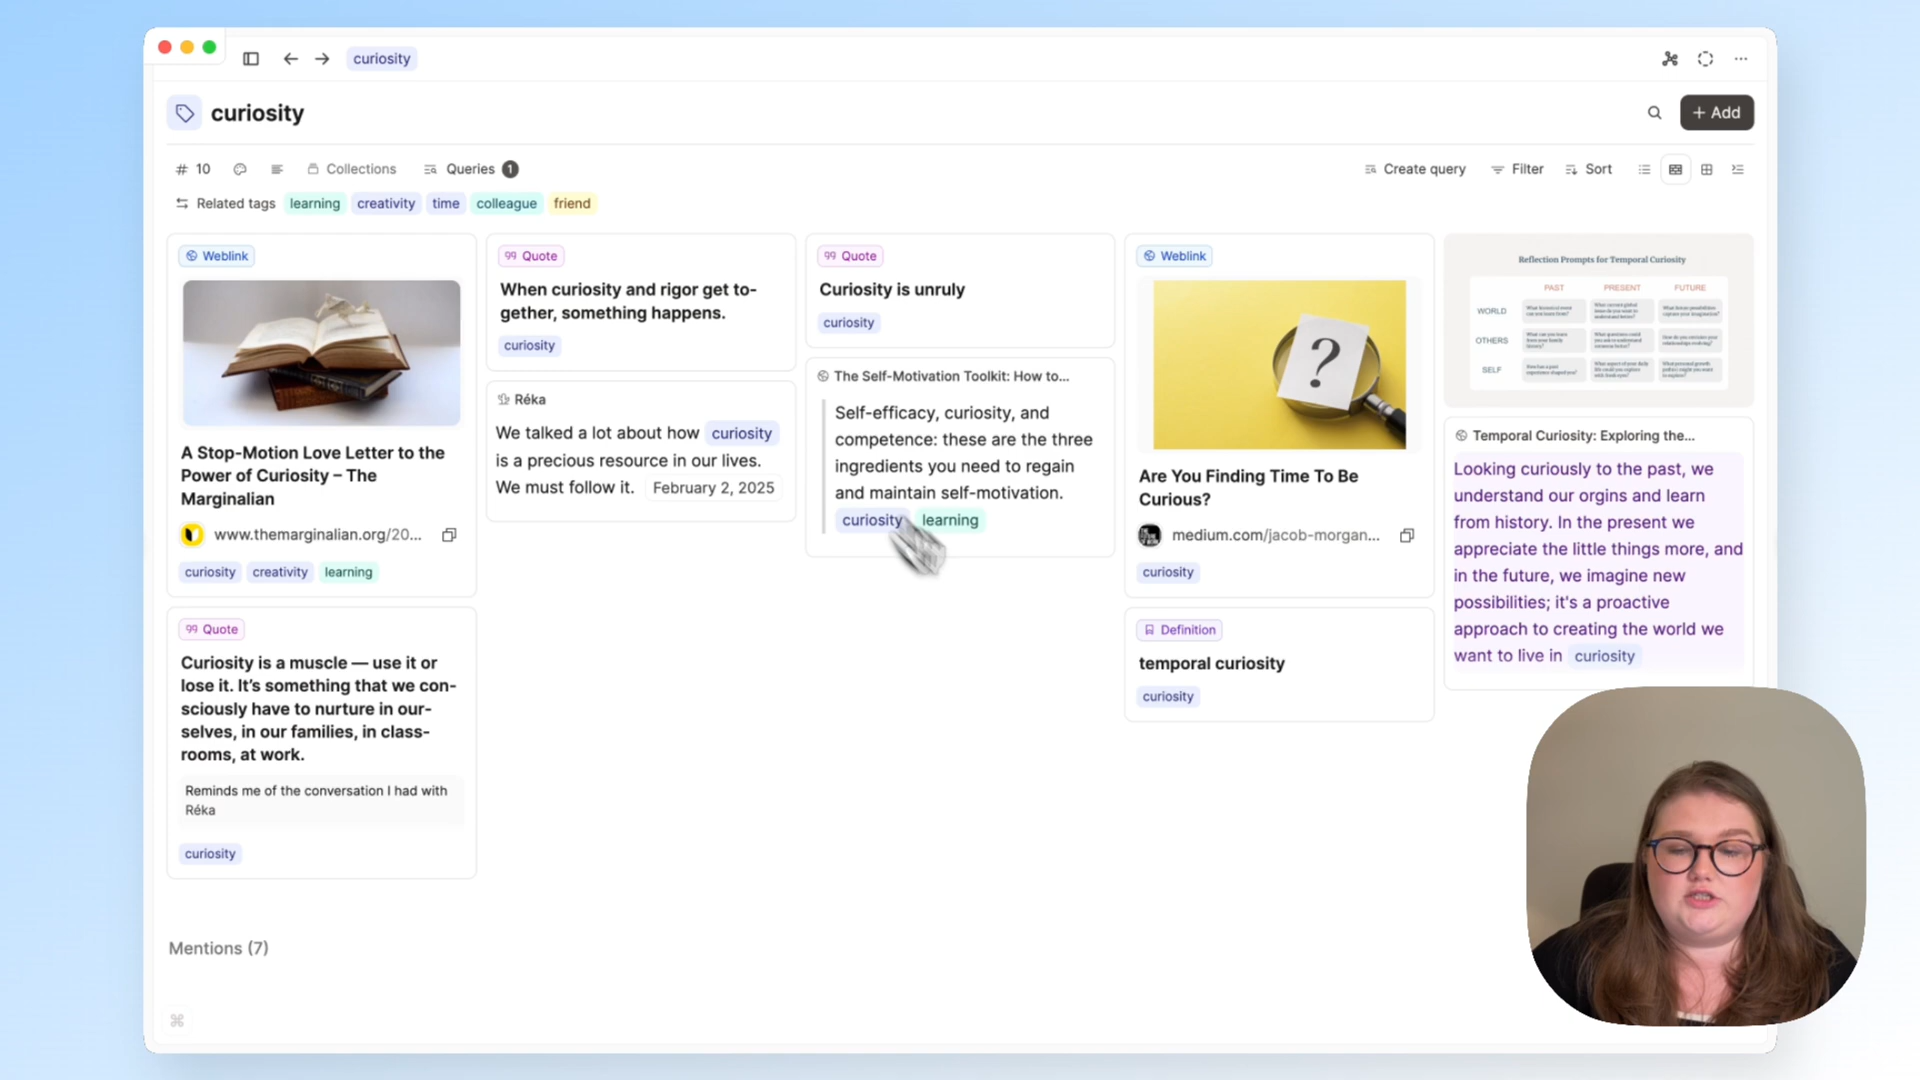 curiosity
curiosity
+ Add
# 10
Collections
Queries 1
Create query
Filter
Sort
Related tags learning creativity time colleague friend
Weblink
A Stop-Motion Love Letter to the
Power of Curiosity – The
Marginalian
www.themarginalian.org/20...
curiosity creativity learning
Quote
Curiosity is a muscle — use it or
lose it. It’s something that we con-
sciously have to nurture in our-
selves, in our families, in class-
rooms, at work.
Reminds me of the conversation I had with
Réka
curiosity
Quote
When curiosity and rigor get to-
gether, something happens.
curiosity
Réka
We talked a lot about how curiosity
is a precious resource in our lives.
We must follow it. February 2, 2025
Quote
Curiosity is unruly
curiosity
The Self-Motivation Toolkit: How to...
Self-efficacy, curiosity, and
competence: these are the three
ingredients you need to regain
and maintain self-motivation.
curiosity learning
Weblink
?
Are You Finding Time To Be
Curious?
medium.com/jacob-morgan...
curiosity
Definition
temporal curiosity
curiosity
Reflection Prompts for Temporal Curiosity
PAST PRESENT FUTURE
WORLD
OTHERS
SELF
Temporal Curiosity: Exploring the...
Looking curiously to the past, we
understand our orgins and learn
from history. In the present we
appreciate the little things more, and
in the future, we imagine new
possibilities; it's a proactive
approach to creating the world we
want to live in curiosity
Mentions (7)